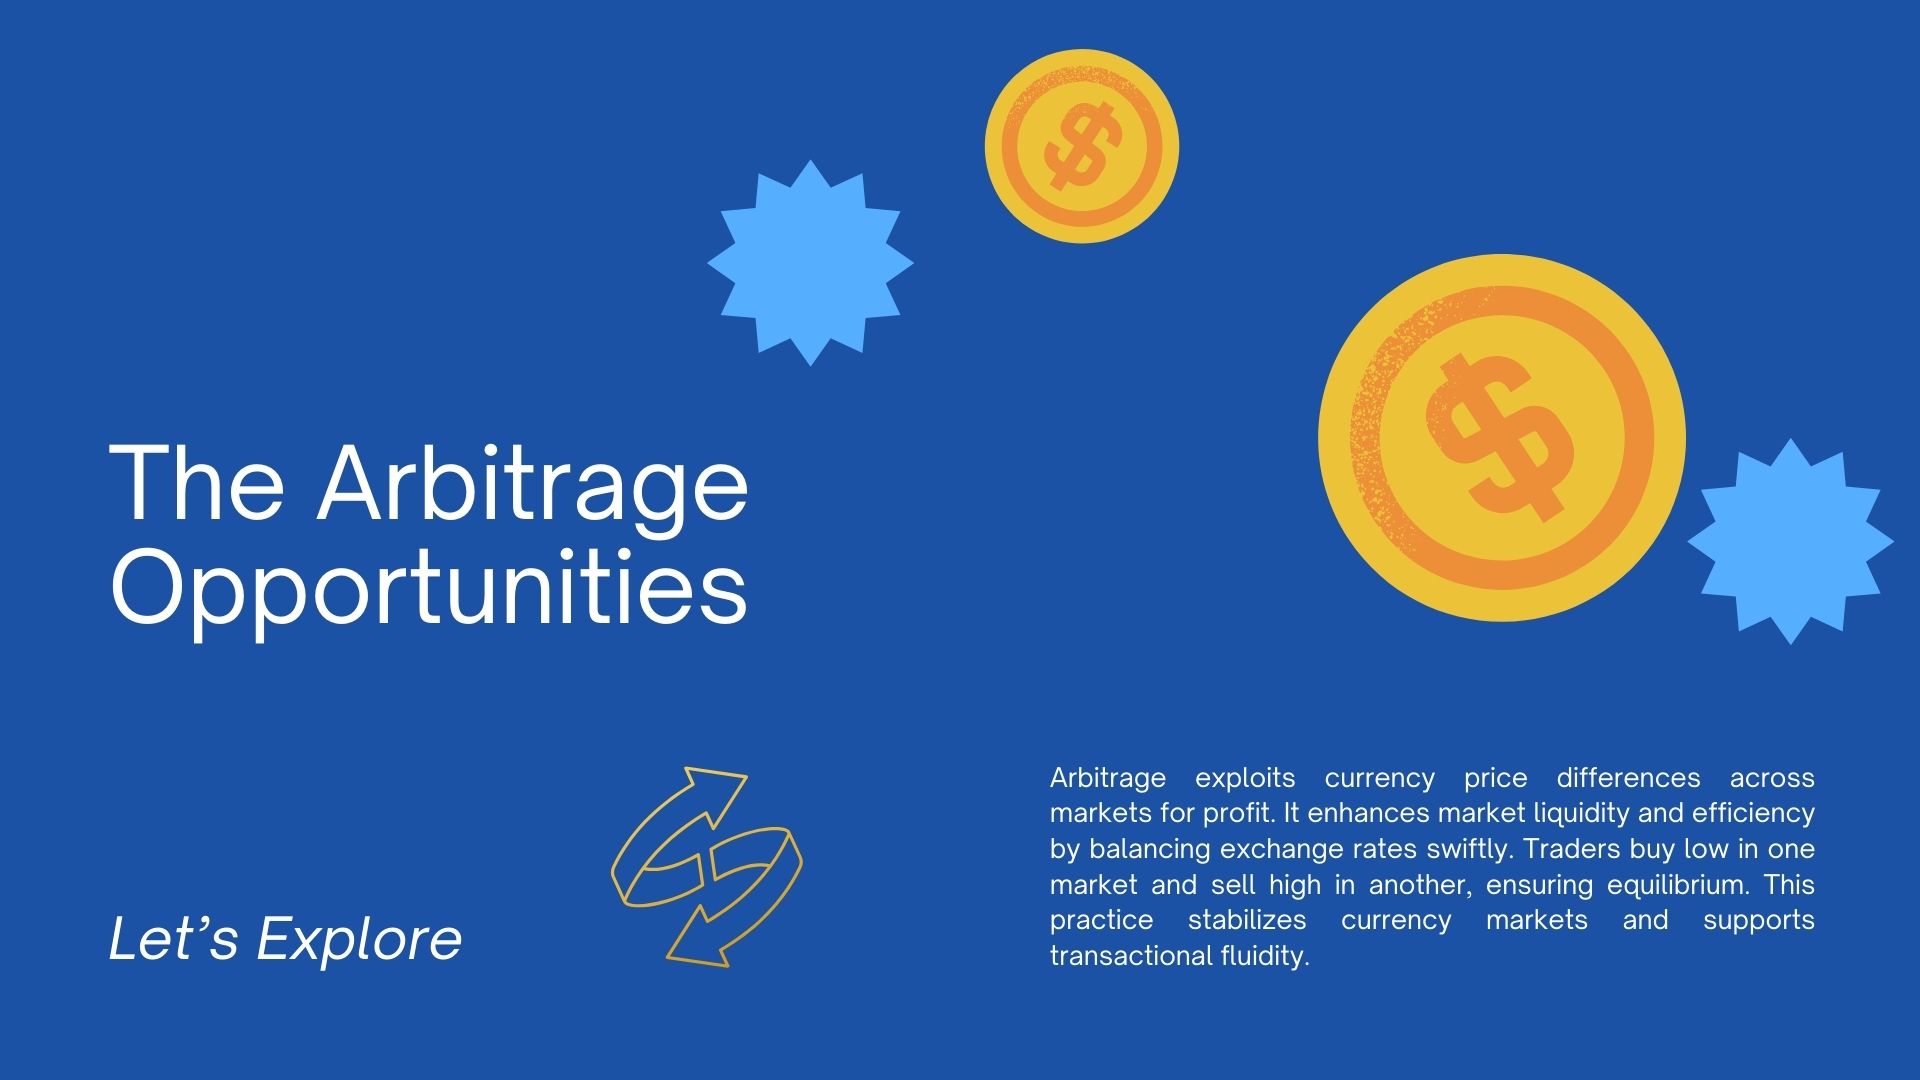 The Arbitrage
Opportunities
Let’s Explore
Arbitrage exploits currency price differences across
markets for profit. It enhances market liquidity and efficiency
by balancing exchange rates swiftly. Traders buy low in one
market and sell high in another, ensuring equilibrium. This
practice stabilizes currency markets and supports
transactional fluidity.
$
$